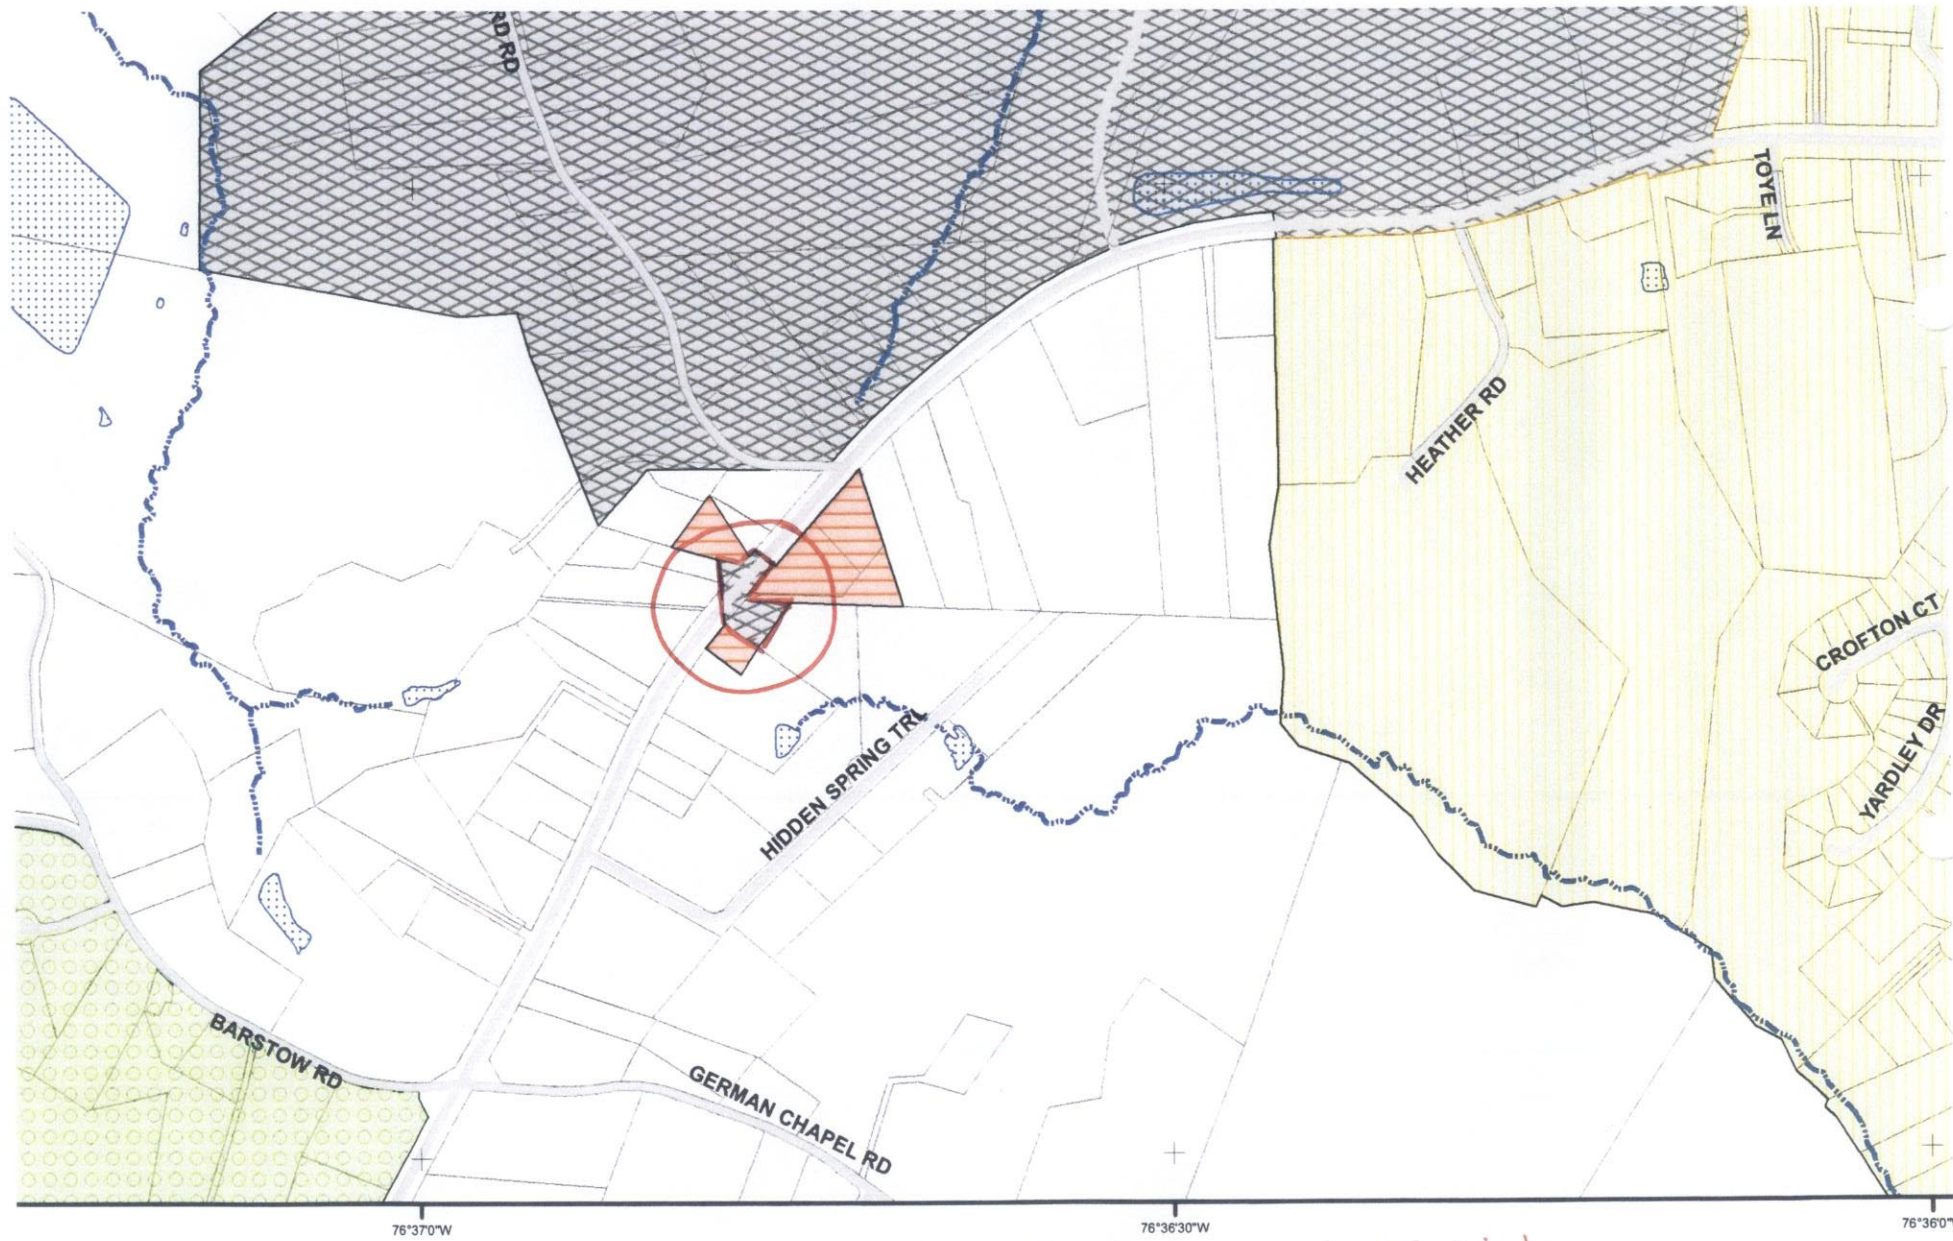 RD RD
TOYE LN
HEATHER RD
CROFTON CT
YARDLEY DR
HIDDEN SPRING TRL
BARSTOW RD
GERMAN CHAPEL RD
76°37'0"W
76°36'30"W
76°36'0"W